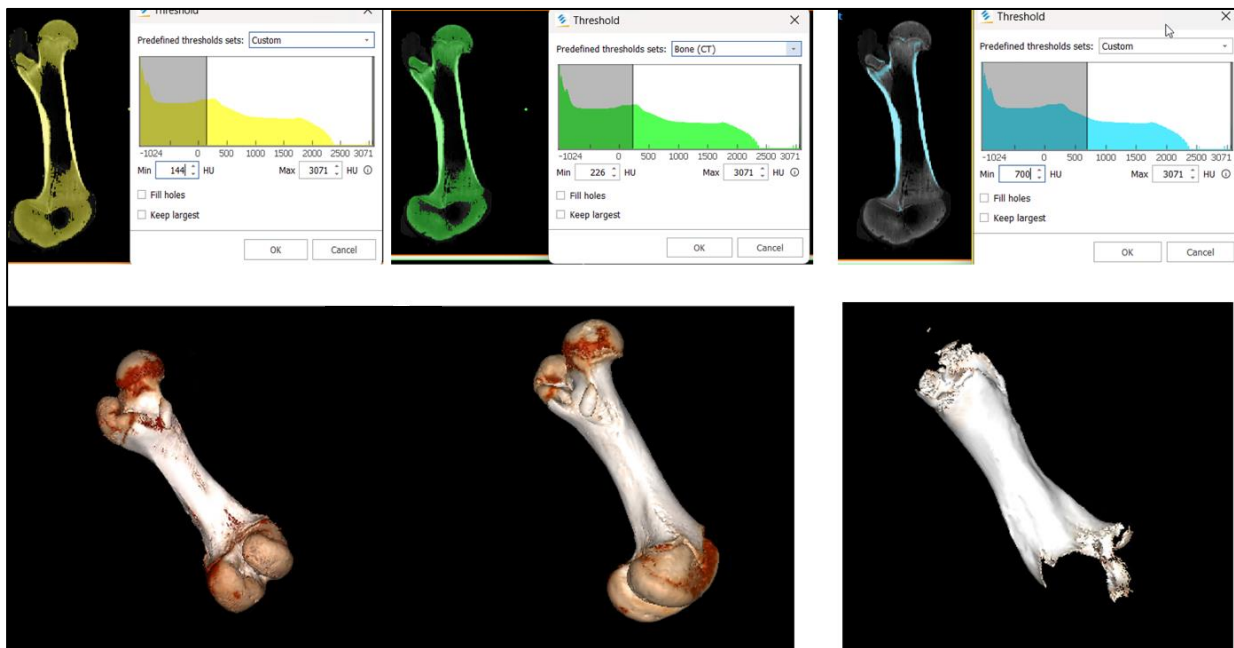 Threshold
Predefined thresholds sets: Custom
-1024 0 500 1000 1500 2000 2500 3071
Min 144 HU Max 3071 HU
Fill holes
Keep largest
OK Cancel
Threshold
Predefined thresholds sets: Bone (CT)
-1024 0 500 1000 1500 2000 2500 3071
Min 226 HU Max 3071 HU
Fill holes
Keep largest
OK Cancel
Threshold
Predefined thresholds sets: Custom
-1024 0 500 1000 1500 2000 2500 3071
Min 700 HU Max 3071 HU
Fill holes
Keep largest
OK Cancel